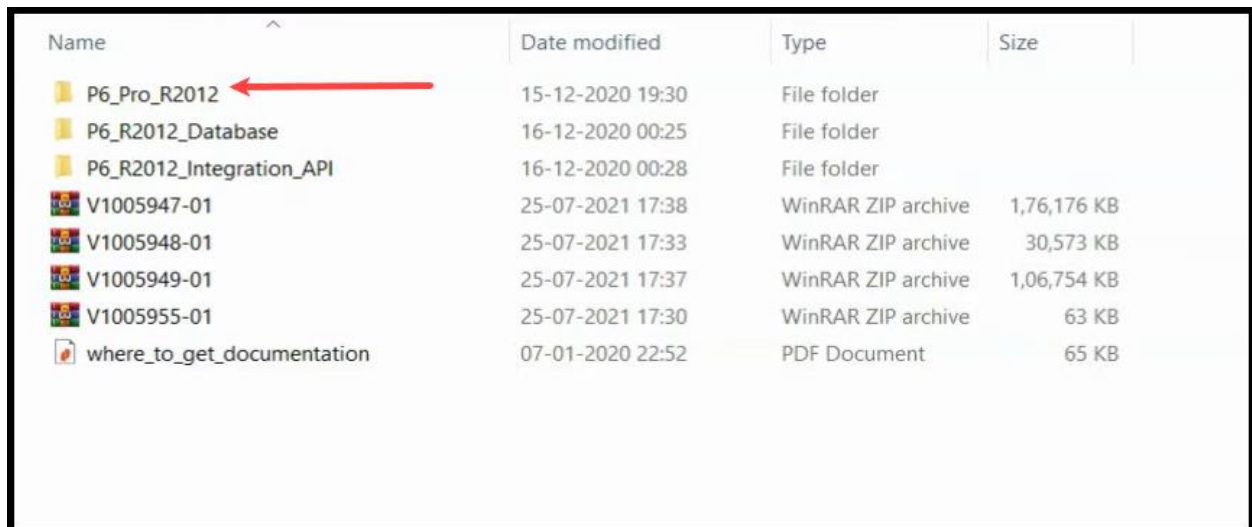 Name Date modified Type Size
P6_Pro_R2012 15-12-2020 19:30 File folder
P6_R2012_Database 16-12-2020 00:25 File folder
P6_R2012_Integration_API 16-12-2020 00:28 File folder
V1005947-01 25-07-2021 17:38 WinRAR ZIP archive 1,76,176 KB
V1005948-01 25-07-2021 17:33 WinRAR ZIP archive 30,573 KB
V1005949-01 25-07-2021 17:37 WinRAR ZIP archive 1,06,754 KB
V1005955-01 25-07-2021 17:30 WinRAR ZIP archive 63 KB
where_to_get_documentation 07-01-2020 22:52 PDF Document 65 KB